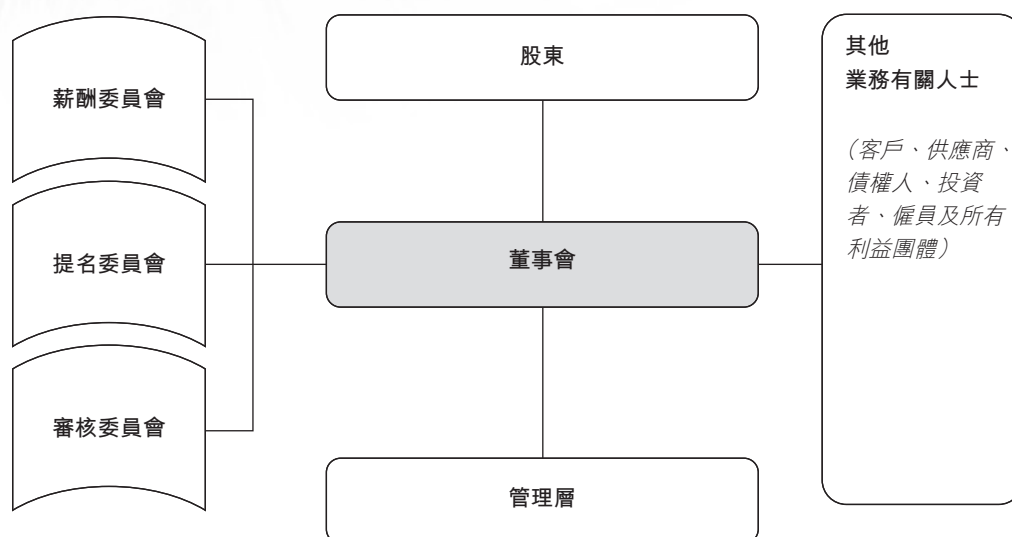 薪酬委員會
提名委員會
審核委員會
股東
董事會
管理層
其他
業務有關人士
（客戶、供應商、
債權人、投資
者、僱員及所有
利益團體）